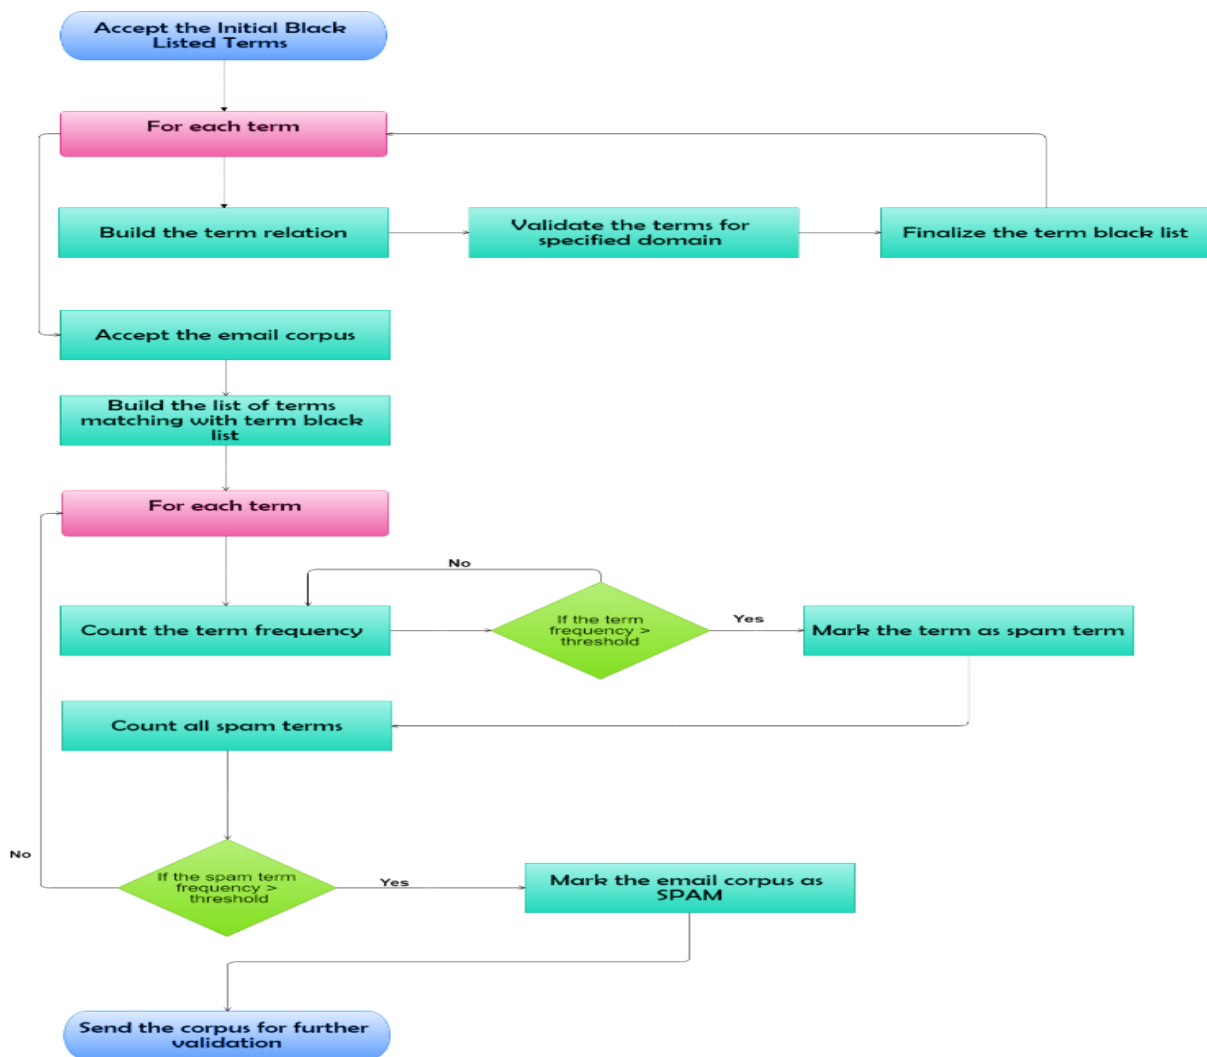 Accept the Initial Black
Listed Terms
For each term
Build the term relation
Validate the terms for
specified domain
Finalize the term black list
Accept the email corpus
Build the list of terms
matching with term black
list
For each term
No
Count the term frequency
If the term
frequency >
threshold
Yes
Mark the term as spam term
Count all spam terms
No
If the spam term
frequency >
threshold
Yes
Mark the email corpus as
SPAM
Send the corpus for further
validation